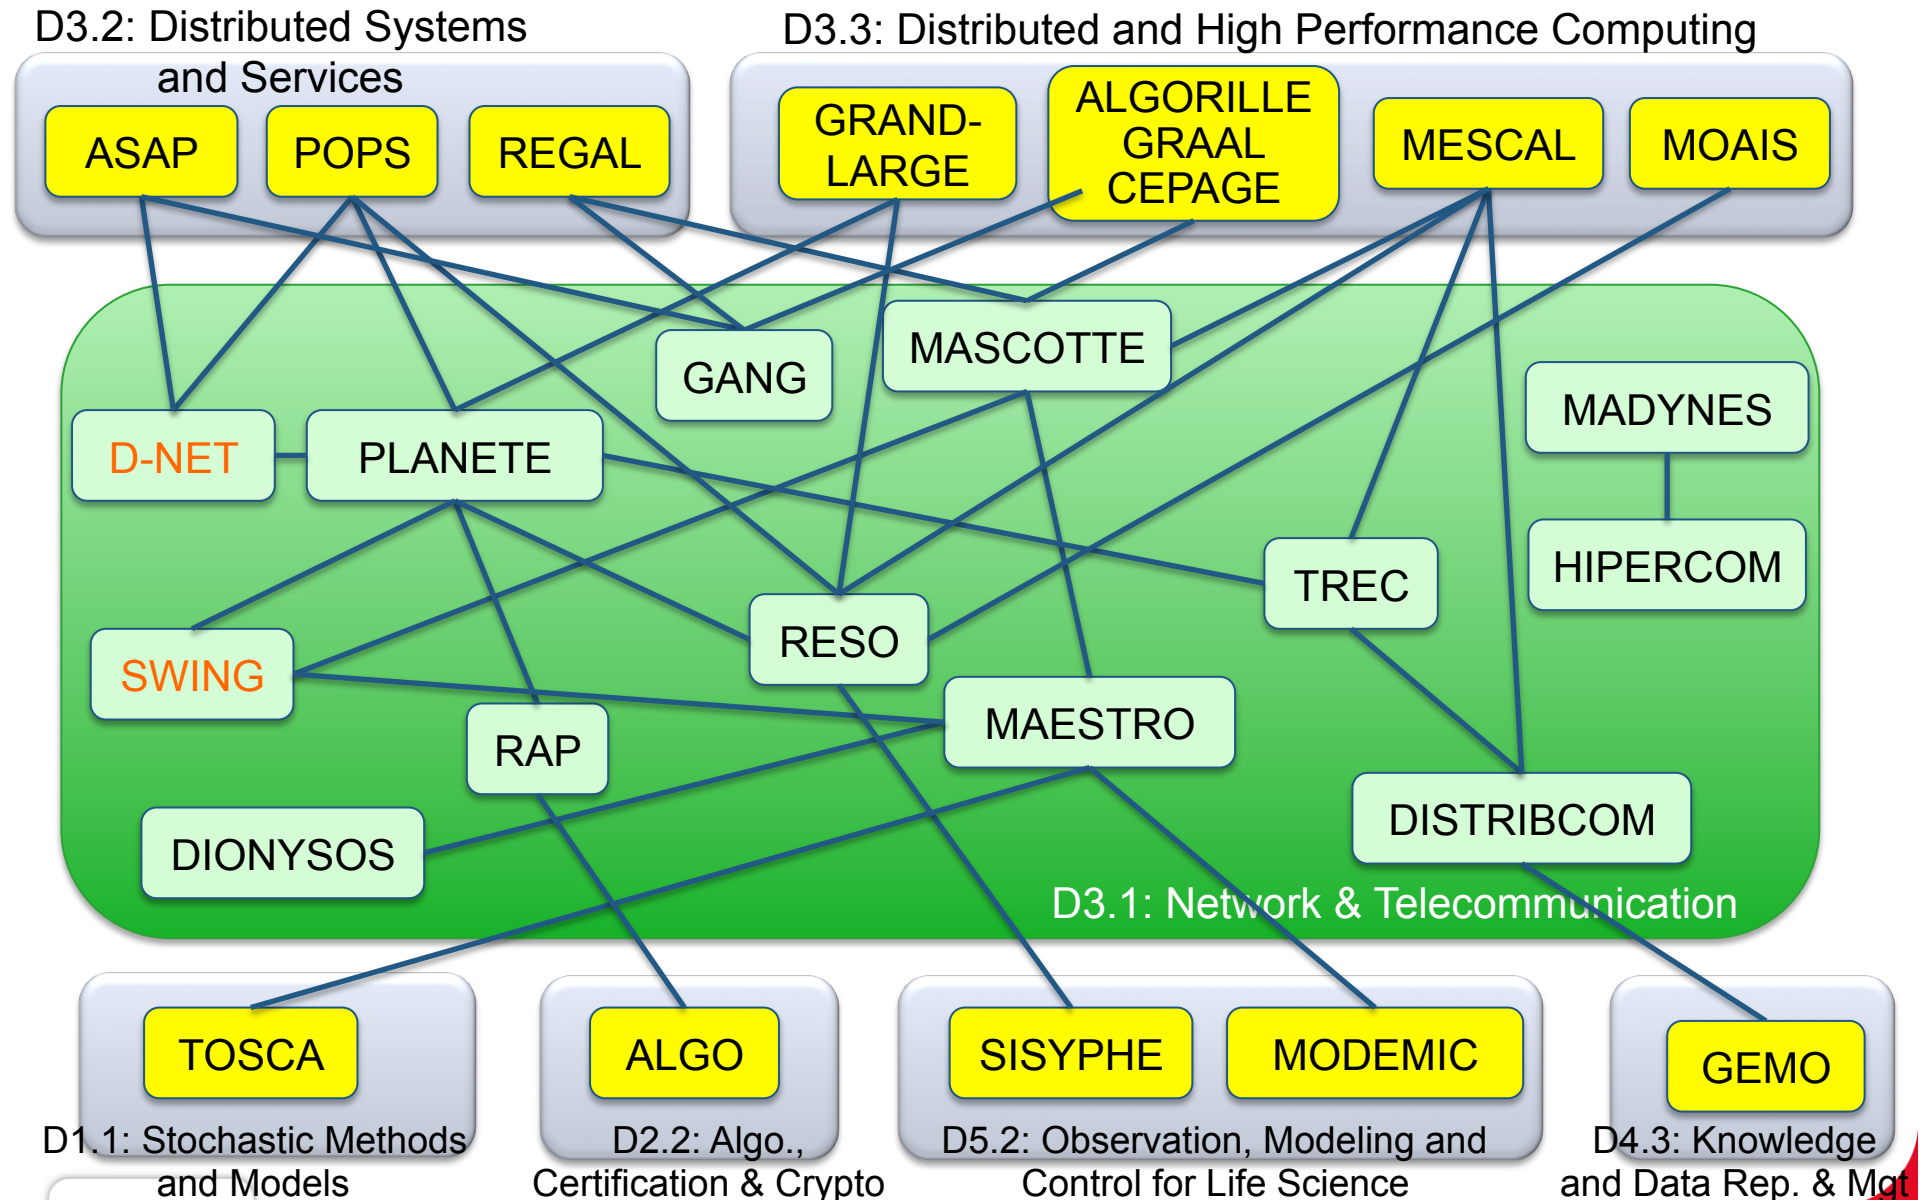 D3.2: Distributed Systems
and Services
D3.3: Distributed and High Performance Computing
ASAP
POPS
REGAL
GRAND-
LARGE
ALGORILLE
GRAAL
CEPAGE
MESCAL
MOAIS
GANG
MASCOTTE
MADYNES
D-NET
PLANETE
HIPERCOM
TREC
RESO
SWING
MAESTRO
RAP
DISTRIBCOM
DIONYSOS
D3.1: Network & Telecommunication
TOSCA
ALGO
SISYPHE
MODEMIC
GEMO
D1.1: Stochastic Methods
and Models
D2.2: Algo.,
Certification & Crypto
D5.2: Observation, Modeling and
Control for Life Science
D4.3: Knowledge
and Data Rep. & Mgt